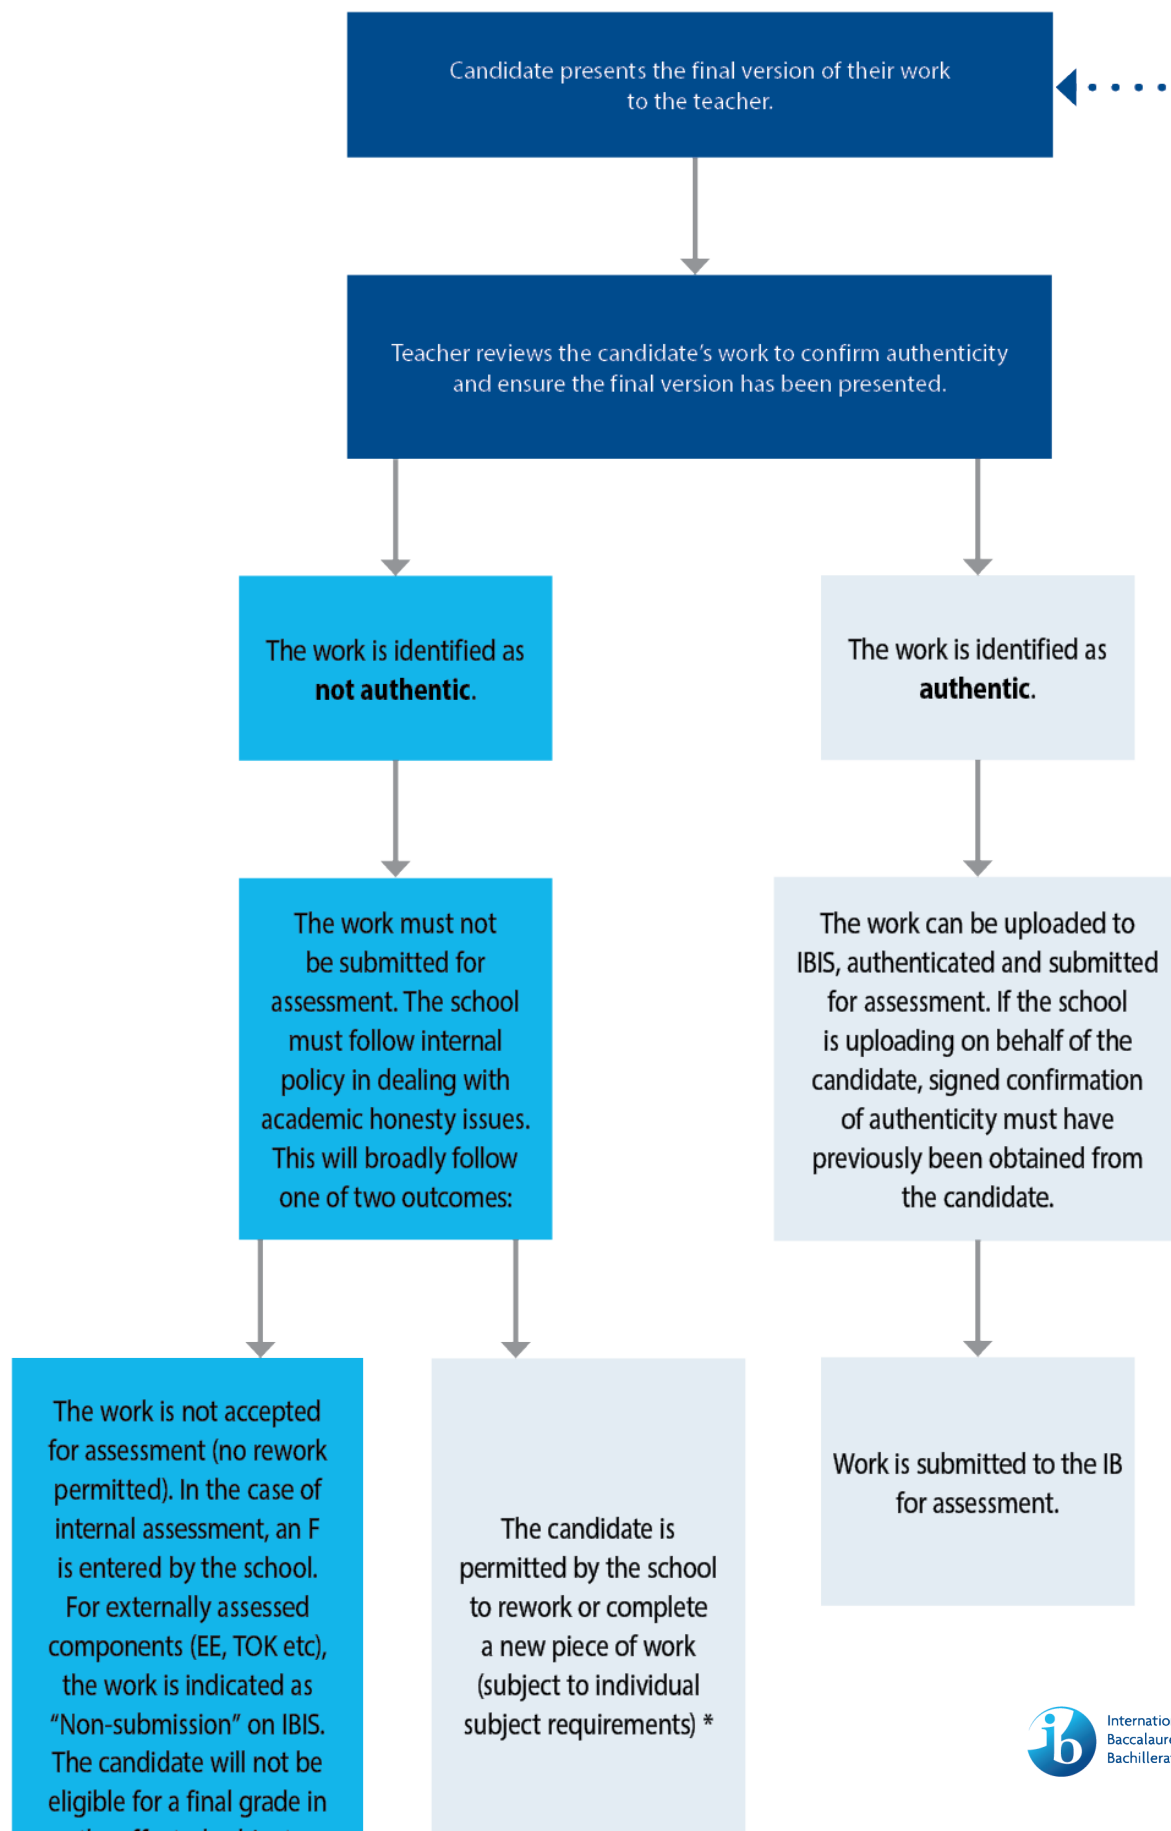 Candidate presents the final version of their work
to the teacher.
Teacher reviews the candidate's work to confirm authenticity
and ensure the final version has been presented.
The work is identified as
not authentic.
The work is identified as
authentic.
The work must not
be submitted for
assessment. The school
must follow internal
policy in dealing with
academic honesty issues.
This will broadly follow
one of two outcomes:
The work can be uploaded to
IBIS, authenticated and submitted
for assessment. If the school
is uploading on behalf of the
candidate, signed confirmation
of authenticity must have
previously been obtained from
the candidate.
The work is not accepted
for assessment (no rework
permitted). In the case of
internal assessment, an F
is entered by the school.
For externally assessed
components (EE, TOK etc),
the work is indicated as
“Non-submission” on IBIS.
The candidate will not be
eligible for a final grade in
The candidate is
permitted by the school
to rework or complete
a new piece of work
(subject to individual
subject requirements) *
Work is submitted to the IB
for assessment.
ib
Internatio
Baccalaure
Bachillera